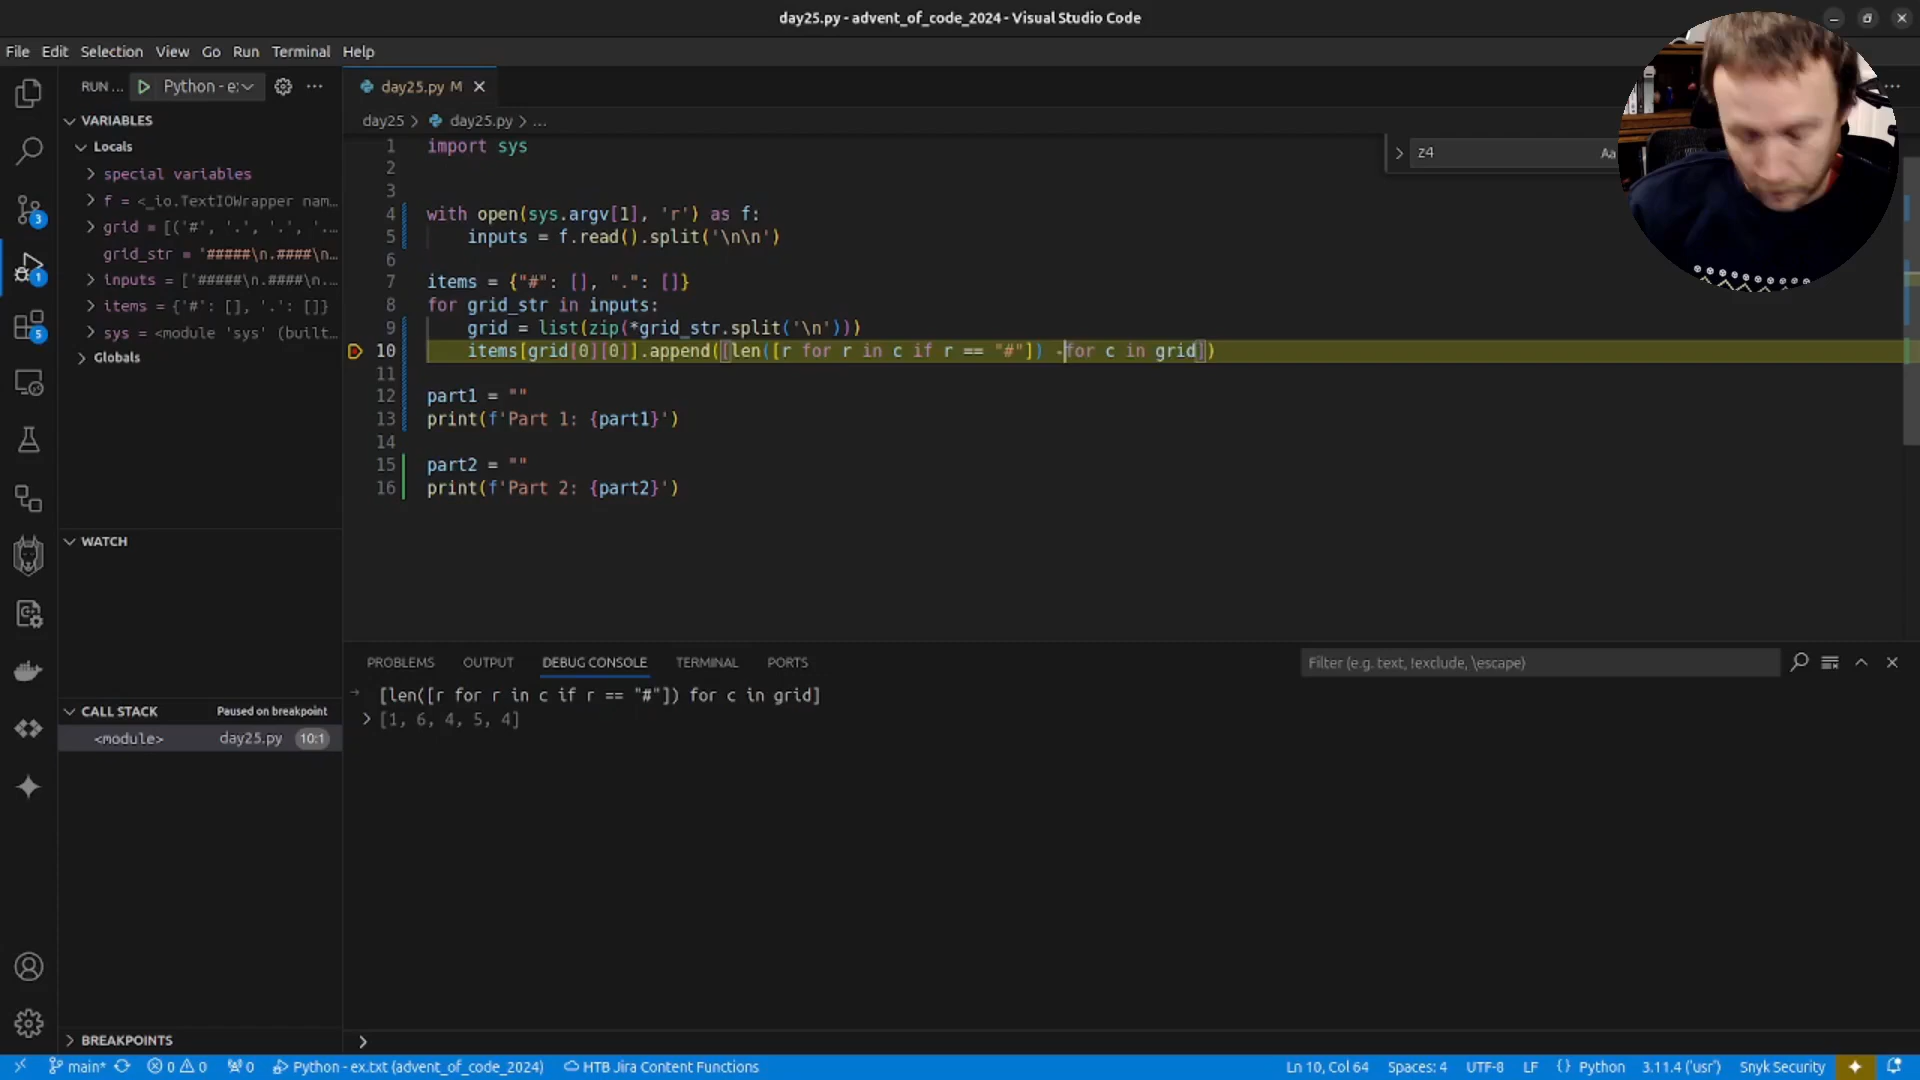 day25.py - advent_of_code_2024 - Visual Studio Code
File Edit Selection View Go Run Terminal Help
RUN ... Python - e:
day25.py M
VARIABLES
day25 > day25.py > ...
Locals
special variables
f = <_io.TextIOWrapper nam…
grid = [('#', '.', '.', '…
grid_str = '#####\n.####\n…
inputs = ['#####\n.####\n.…
items = {'#': [], '.': []}
sys = <module 'sys' (built…
Globals
1 import sys
2
3
4 with open(sys.argv[1], 'r') as f:
5 inputs = f.read().split('\n\n')
6
7 items = {"#": [], ".": []}
8 for grid_str in inputs:
9 grid = list(zip(*grid_str.split('\n')))
10 items[grid[0][0]].append([len([r for r in c if r == "#"]) -for c in grid])
11
12 part1 = ""
13 print(f'Part 1: {part1}')
14
15 part2 = ""
16 print(f'Part 2: {part2}')
z4
Aa
3
1
5
WATCH
CALL STACK Paused on breakpoint
<module> day25.py 10:1
BREAKPOINTS
PROBLEMS OUTPUT DEBUG CONSOLE TERMINAL PORTS
Filter (e.g. text, !exclude, \escape)
[len([r for r in c if r == "#"]) for c in grid]
[1, 6, 4, 5, 4]
main* 0 0 0 Python - ex.txt (advent_of_code_2024) HTB Jira Content Functions Ln 10, Col 64 Spaces: 4 UTF-8 LF {} Python 3.11.4 ('usr') Snyk Security